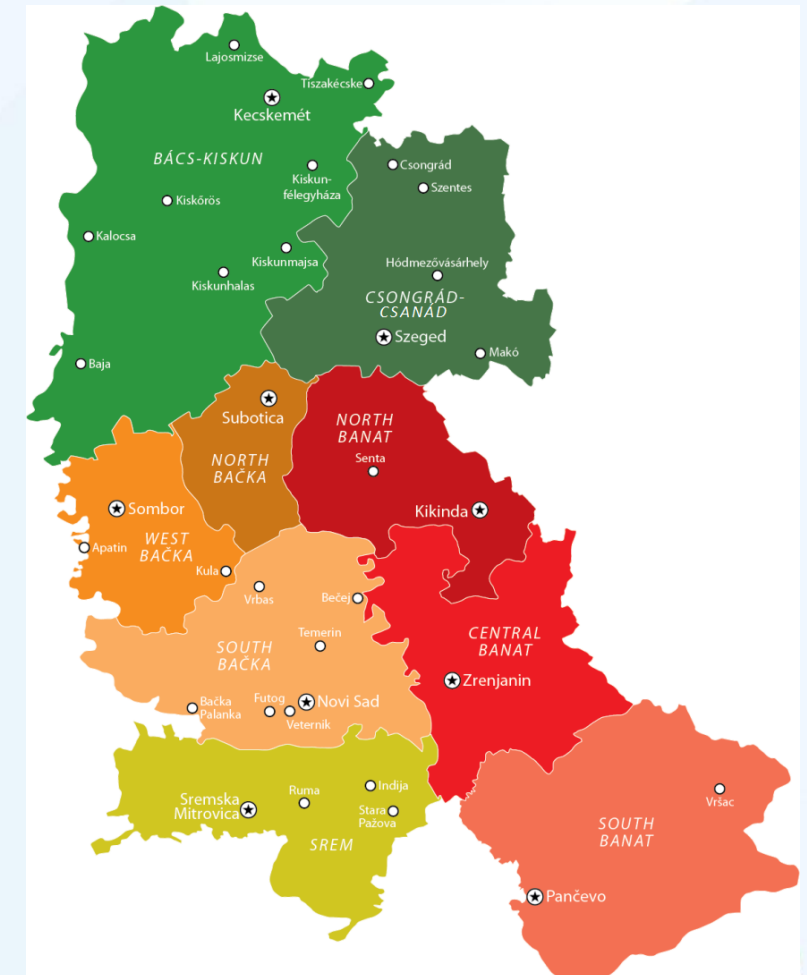 Lajosmizse
Tiszakécske
Kecskemét
BÁCS-KISKUN
Kiskun-
félegyháza
Csongrád
Szentes
Kiskőrös
Kalocsa
Kiskunmajsa
Kiskunhalas
Hódmezővásárhely
CSONGRÁD-
CSANÁD
Szeged
Makó
Baja
Subotica
NORTH
BAČKA
NORTH
BANAT
Senta
Kikinda
Sombor
WEST
BAČKA
Apatin
Kula
Vrbas
Bečej
Temerin
SOUTH
BAČKA
CENTRAL
BANAT
Zrenjanin
Bačka
Palanka
Futog
Novi Sad
Veternik
Sremska
Mitrovica
Ruma
Indija
Stara
Pažova
SREM
Vršac
SOUTH
BANAT
Pančevo